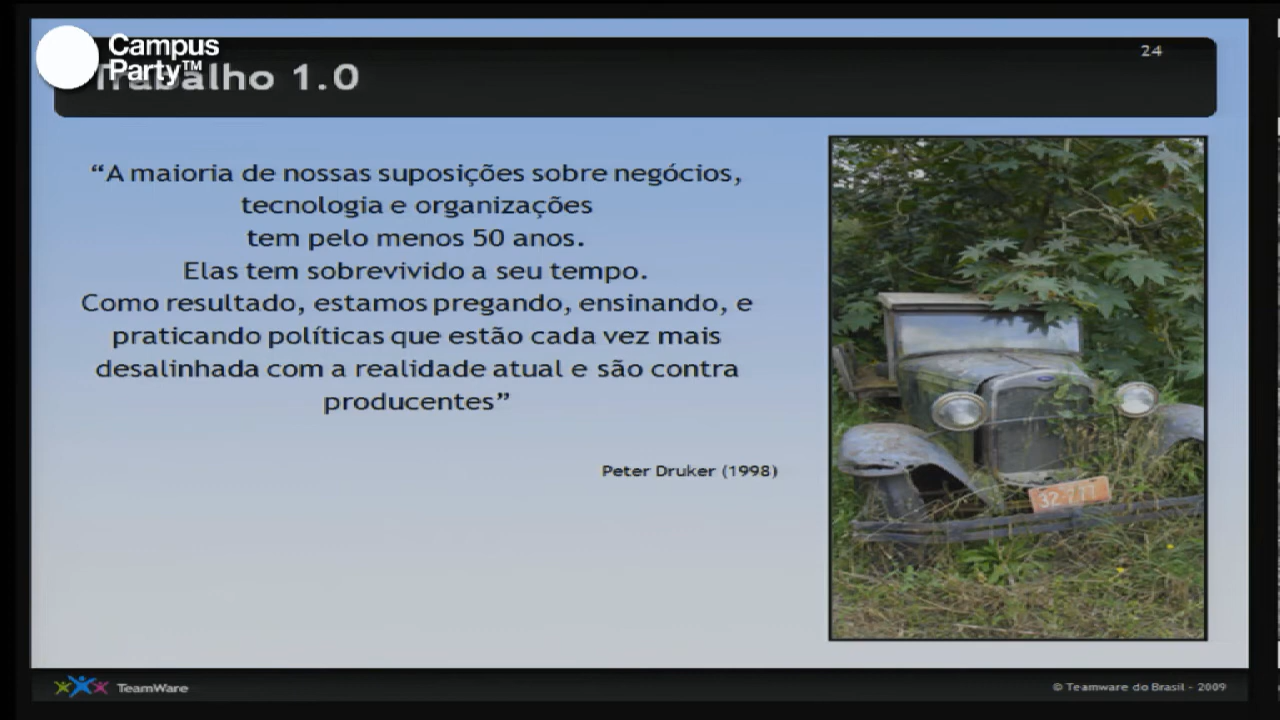 Campus
Party™
Trabalho 1.0
24
“A maioria de nossas suposições sobre negócios,
tecnologia e organizações
tem pelo menos 50 anos.
Elas tem sobrevivido a seu tempo.
Como resultado, estamos pregando, ensinando, e
praticando políticas que estão cada vez mais
desalinhada com a realidade atual e são contra
producentes”
Peter Druker (1998)
32-777
TeamWare
© Teamware do Brasil - 2009